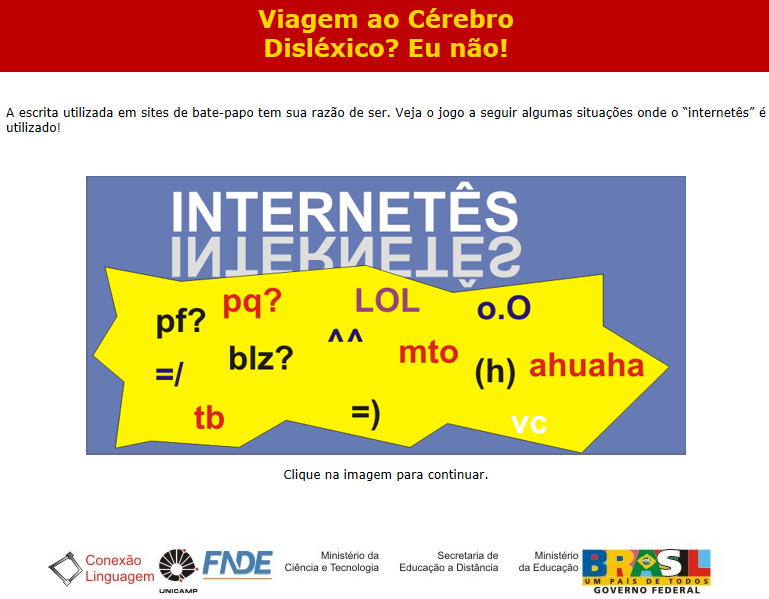 Viagem ao Cérebro
Disléxico? Eu não!
A escrita utilizada em sites de bate-papo tem sua razão de ser. Veja o jogo a seguir algumas situações onde o “internetês” é
utilizado!
INTERNETÊS
INTERNETÊS
pf?
pq?
LOL
o.O
^^
blz?
mto
=/
(h)
ahuaha
tb
=)
vc
Clique na imagem para continuar.
Conexão
Linguagem
UNICAMP
FNDE
Ministério da
Ciência e Tecnologia
Secretaria de
Educação a Distância
Ministério
da Educação
BRASIL
UM PAÍS DE TODOS
GOVERNO FEDERAL